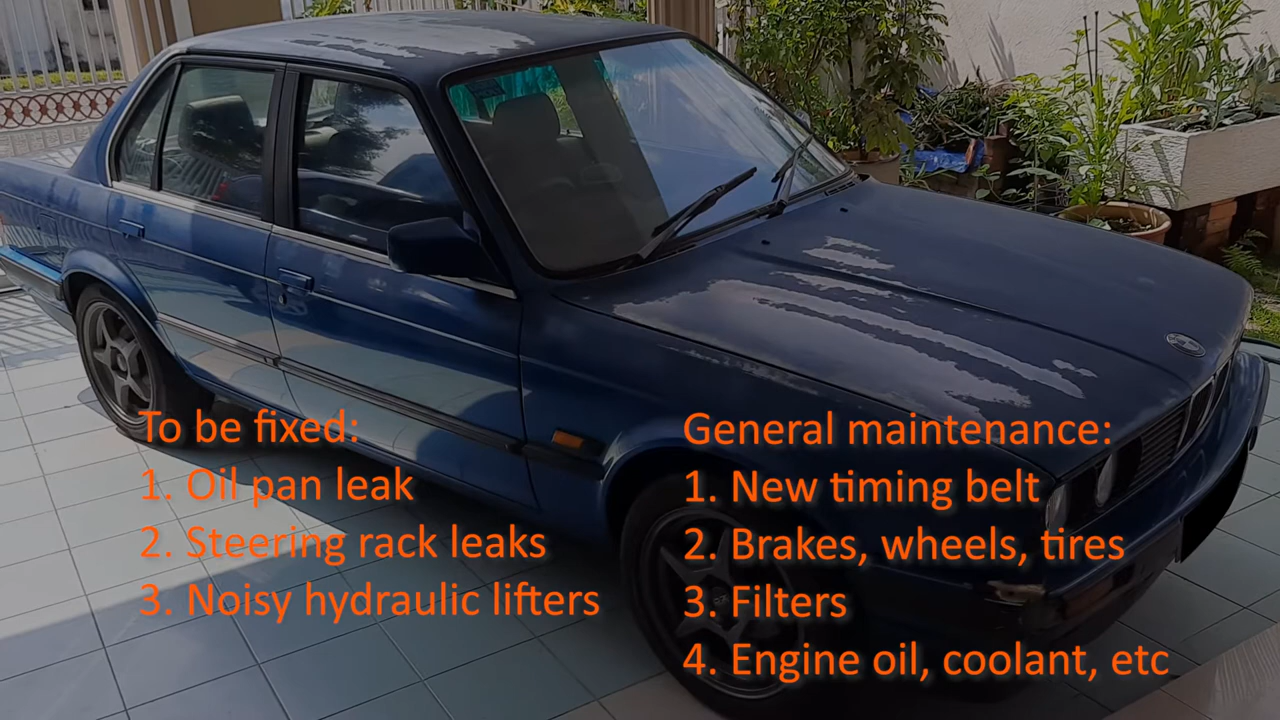 To be fixed:
1. Oil pan leak
2. Steering rack leaks
3. Noisy hydraulic lifters
General maintenance:
1. New timing belt
2. Brakes, wheels, tires
3. Filters
4. Engine oil, coolant, etc